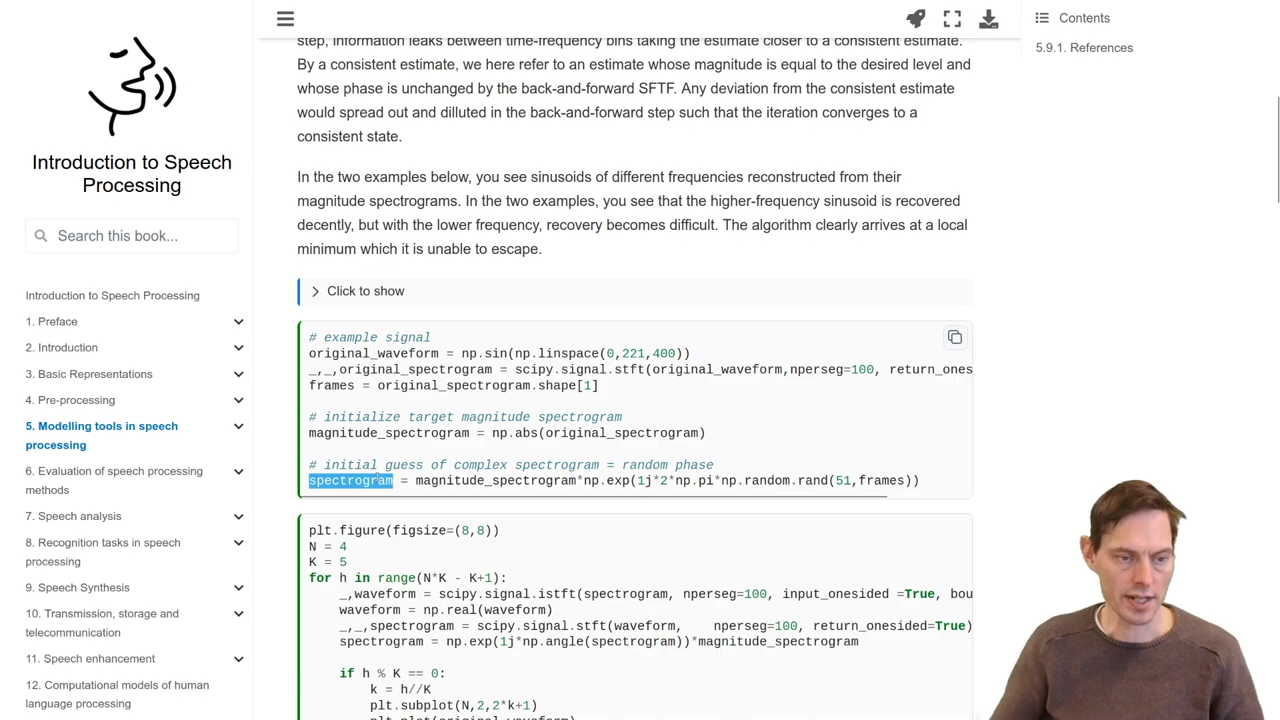 Introduction to Speech
Processing
Search this book...
Introduction to Speech Processing
1. Preface
2. Introduction
3. Basic Representations
4. Pre-processing
5. Modelling tools in speech
processing
6. Evaluation of speech processing
methods
7. Speech analysis
8. Recognition tasks in speech
processing
9. Speech Synthesis
10. Transmission, storage and
telecommunication
11. Speech enhancement
12. Computational models of human
language processing
step, information leaks between time-frequency bins taking the estimate closer to a consistent estimate.
By a consistent estimate, we here refer to an estimate whose magnitude is equal to the desired level and
whose phase is unchanged by the back-and-forward SFTF. Any deviation from the consistent estimate
would spread out and dilluted in the back-and-forward step such that the iteration converges to a
consistent state.
In the two examples below, you see sinusoids of different frequencies reconstructed from their
magnitude spectrograms. In the two examples, you see that the higher-frequency sinusoid is recovered
decently, but with the lower frequency, recovery becomes difficult. The algorithm clearly arrives at a local
minimum which it is unable to escape.
Click to show
# example signal
original_waveform = np.sin(np.linspace(0,221,400))
_,_,original_spectrogram = scipy.signal.stft(original_waveform,nperseg=100, return_ones
frames = original_spectrogram.shape[1]
# initialize target magnitude spectrogram
magnitude_spectrogram = np.abs(original_spectrogram)
# initial guess of complex spectrogram = random phase
spectrogram = magnitude_spectrogram*np.exp(1j*2*np.pi*np.random.rand(51,frames))
plt.figure(figsize=(8,8))
N = 4
K = 5
for h in range(N*K - K+1):
_,waveform = scipy.signal.istft(spectrogram, nperseg=100, input_onesided =True, bou
waveform = np.real(waveform)
_,_,spectrogram = scipy.signal.stft(waveform, nperseg=100, return_onesided=True)
spectrogram = np.exp(1j*np.angle(spectrogram))*magnitude_spectrogram
if h % K == 0:
k = h//K
plt.subplot(N,2,2*k+1)
plt.plot(original_waveform)
Contents
5.9.1. References